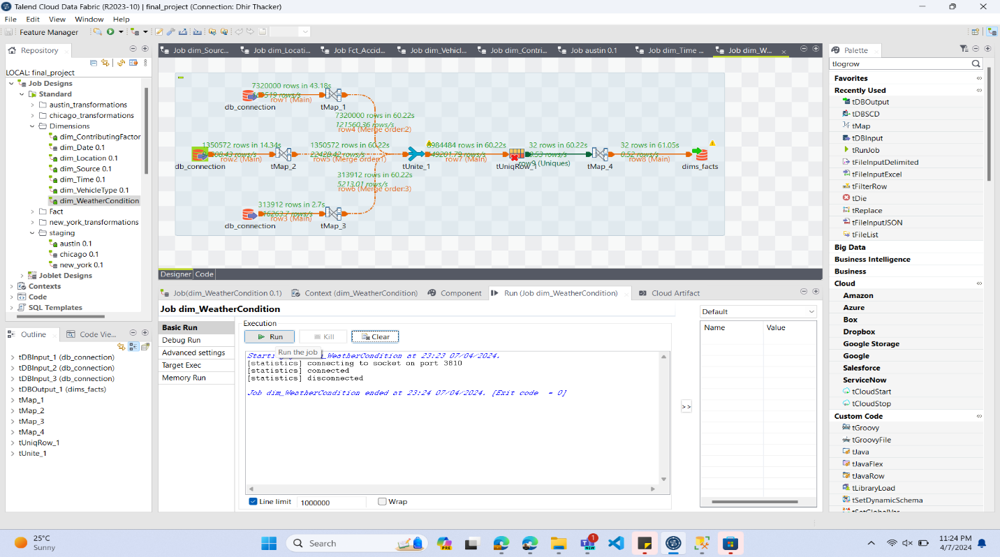 Talend Cloud Data Fabric (R2023-10) | final_project (Connection: Dhir Thacker)
File Edit View Window Help
Feature Manager
Repository
LOCAL: final_project
Job Designs
Standard
austin_transformations
chicago_transformations
Dimensions
dim_ContributingFactor
dim_Date 0.1
dim_Location 0.1
dim_Source 0.1
dim_Time 0.1
dim_VehicleType 0.1
dim_WeatherCondition
Fact
new_york_transformations
staging
austin 0.1
chicago 0.1
new_york 0.1
Joblet Designs
Contexts
Code
SQL Templates
Outline Code Vie...
tDBInput_1 (db_connection)
tDBInput_2 (db_connection)
tDBInput_3 (db_connection)
tDBOutput_1 (dims_facts)
tMap_1
tMap_2
tMap_3
tMap_4
tUniqRow_1
tUnite_1
Job dim_Sourc... Job dim_Locati... Job Fct_Accid... Job dim_Vehicl... Job dim_Contri... Job austin 0.1 Job dim_Time ... Job dim_W...
7320000 rows in 43.18s
row1 (Main)
db_connection tMap_1
7320000 rows in 60.22s
121560.36 rows/s
row4 (Merge order:2)
1350572 rows in 14.34s 1350572 rows in 60.22s 8984484 rows in 60.22s 32 rows in 60.22s 32 rows in 61.05s
22428.42 rows/s 0.53 rows/s 0.52 rows/s
row2 (Main) row5 (Merge order:1) row7 (Main) row9 (Uniques) row8 (Main)
db_connection tMap_2 tUnite_1 tUniqRow_1 tMap_4 dims_facts
313912 rows in 60.22s
5213.01 rows/s
row6 (Merge order:3)
313912 rows in 2.7s
row3 (Main)
db_connection tMap_3
Designer Code
Job(dim_WeatherCondition 0.1) Context (dim_WeatherCondition) Component Run (Job dim_WeatherCondition) Cloud Artifact
Job dim_WeatherCondition
Basic Run
Debug Run
Advanced settings
Target Exec
Memory Run
Execution
Run Kill Clear
Run the job
_WeatherCondition at 23:23 07/04/2024.
[statistics] connecting to socket on port 3810
[statistics] connected
[statistics] disconnected
Job dim_WeatherCondition ended at 23:24 07/04/2024. [Exit code = 0]
Line limit 1000000 Wrap
>>
Default
Name Value
Palette
tlogrow
Favorites
Recently Used
tDBOutput
tDBSCD
tMap
tDBInput
tRunJob
tFileInputDelimited
tFileInputExcel
tFilterRow
tDie
tReplace
tFileInputJSON
tFileList
Big Data
Business Intelligence
Business
Cloud
Amazon
Azure
Box
Dropbox
Google Storage
Google
Salesforce
ServiceNow
tCloudStart
tCloudStop
Custom Code
tGroovy
tGroovyFile
tJava
tJavaFlex
tJavaRow
tLibraryLoad
tSetDynamicSchema
tSetGlobalVar
25°C
Sunny
Search
PRE
1
NEW
11:24 PM
4/7/2024